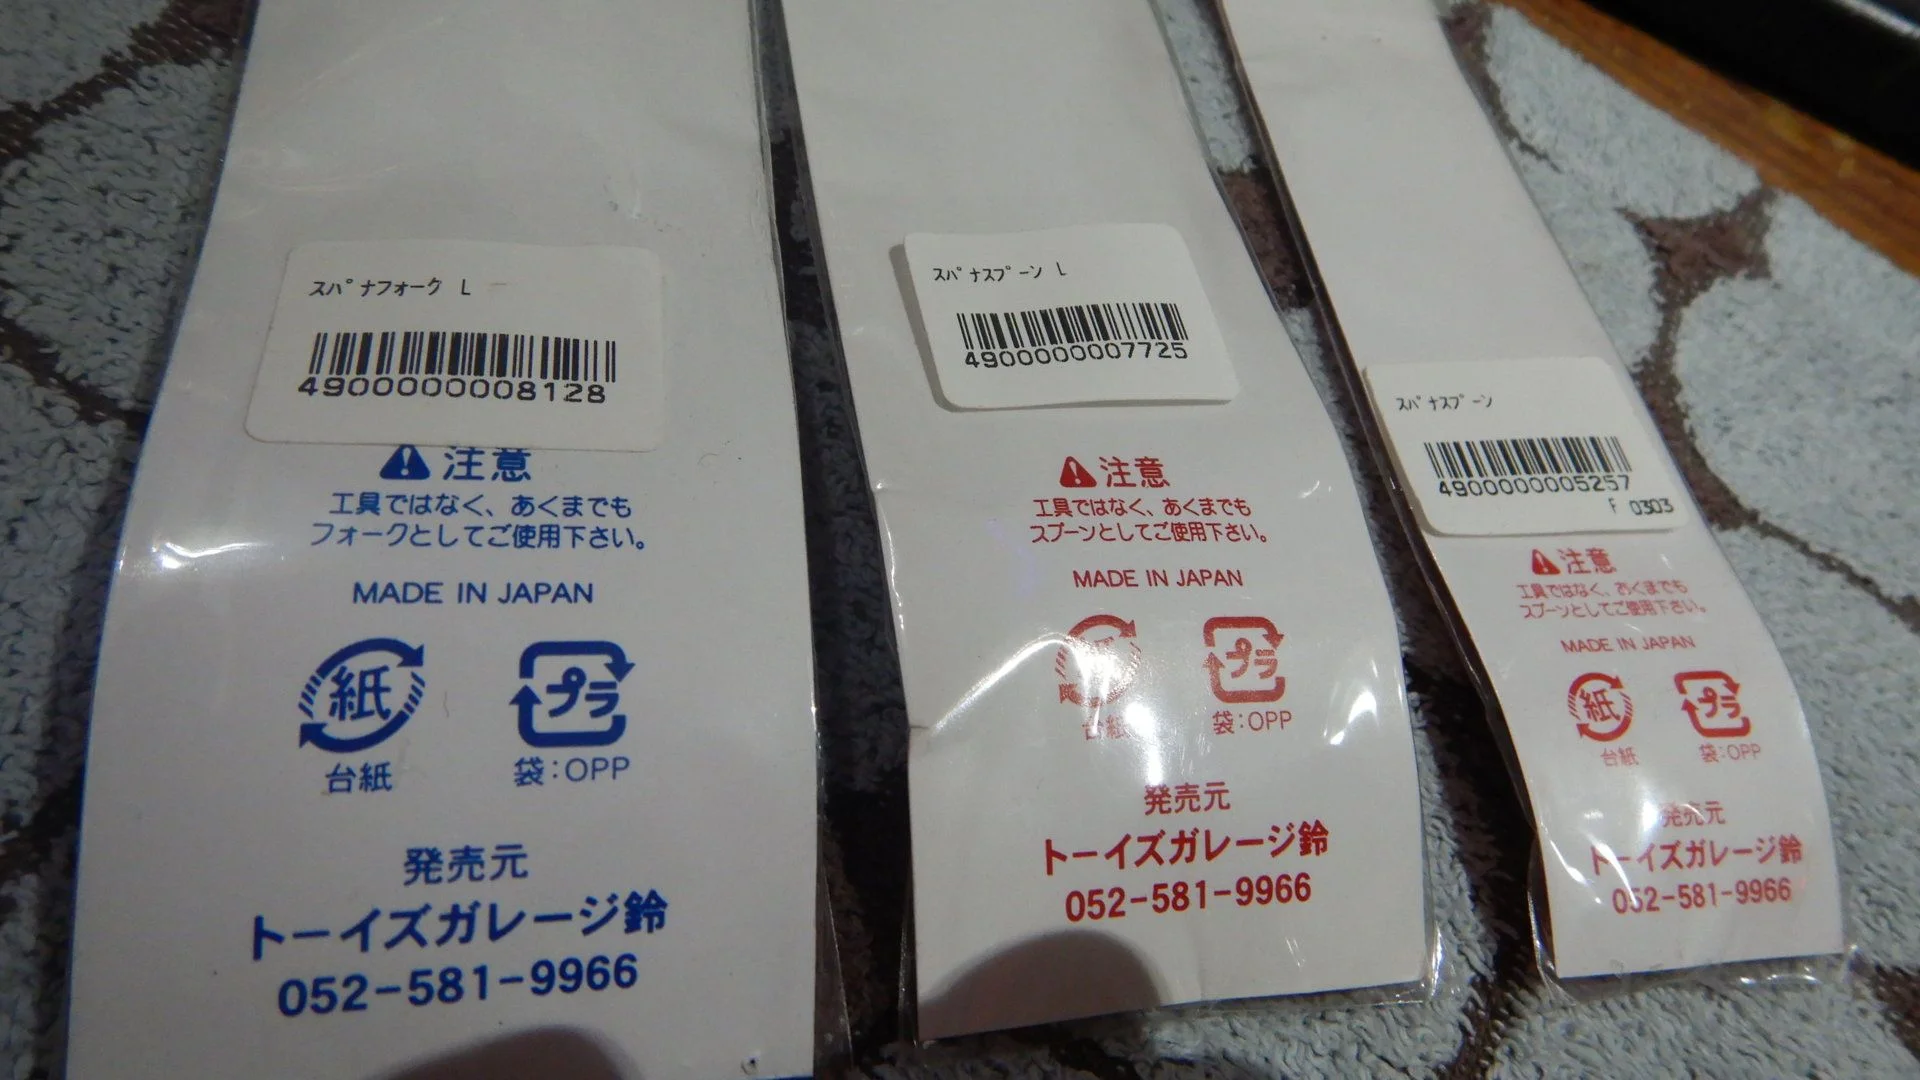 スパナフォーク L
4900000008128
注意
工具ではなく、あくまでも
フォークとしてご使用下さい。
MADE IN JAPAN
紙
プラ
台紙
袋:OPP
発売元
トーイズガレージ鈴
052-581-9966
スパナスプーン L
4900000007725
注意
工具ではなく、あくまでも
スプーンとしてご使用下さい。
MADE IN JAPAN
紙
プラ
台紙
袋:OPP
発売元
トーイズガレージ鈴
052-581-9966
スパナスプーン
4900000005257
F 0303
注意
工具ではなく、あくまでも
スプーンとしてご使用下さい。
MADE IN JAPAN
紙
プラ
台紙
袋:OPP
発売元
トーイズガレージ鈴
052-581-9966